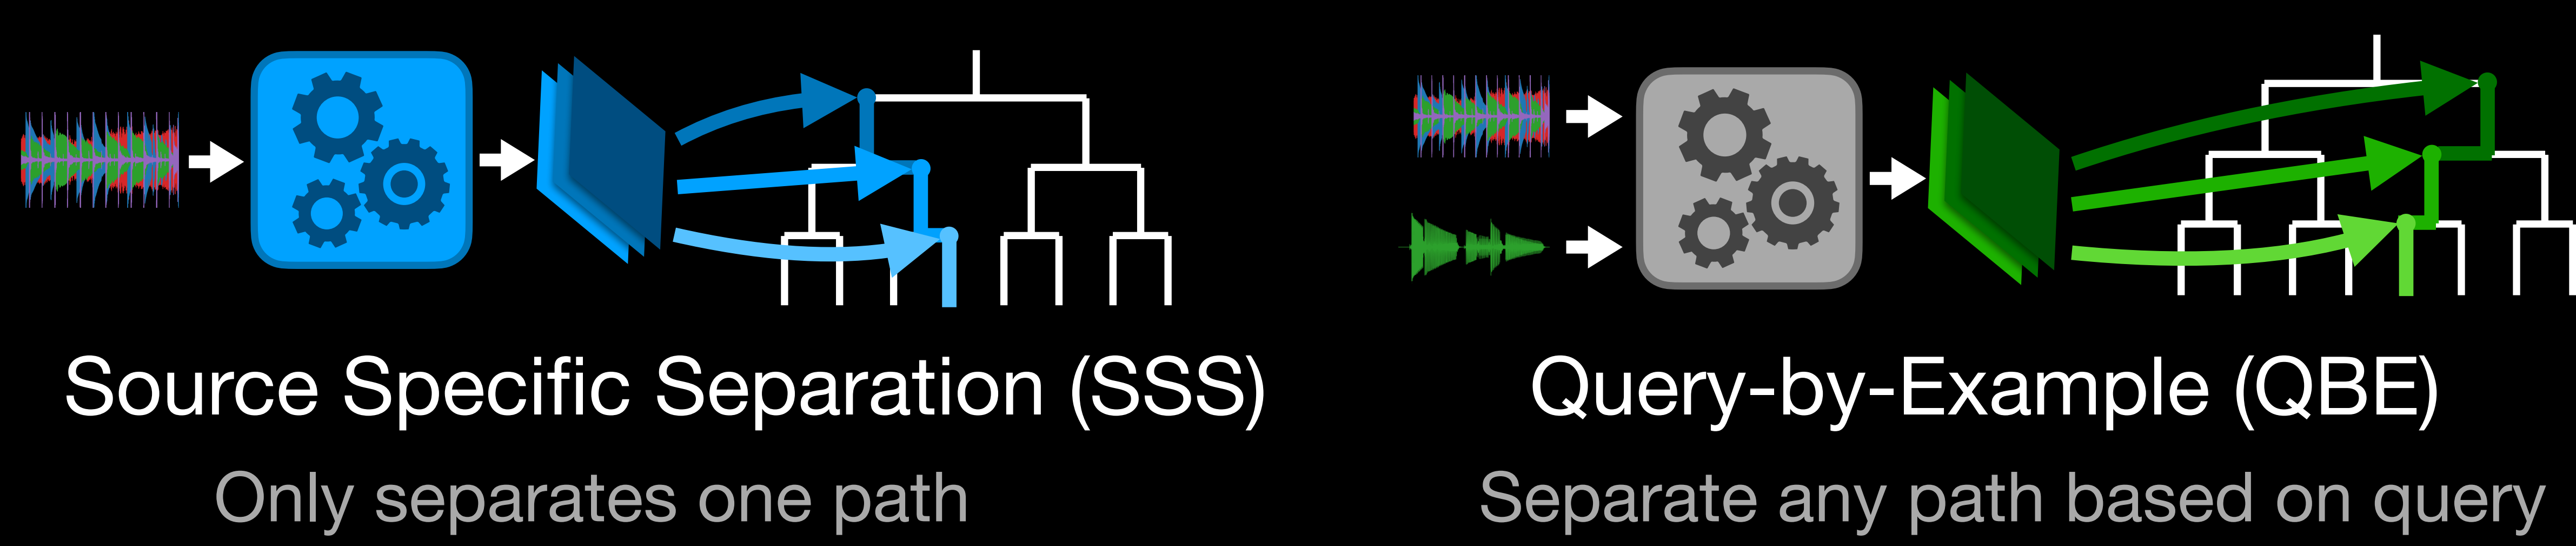 Source Specific Separation (SSS)
Only separates one path
Query-by-Example (QBE)
Separate any path based on query